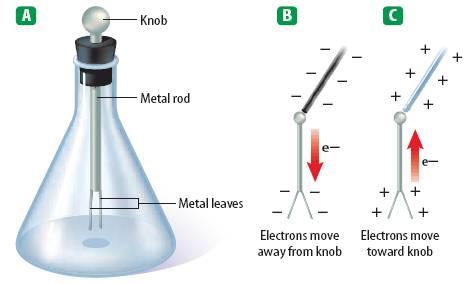 A
Knob
Metal rod
Metal leaves
B
− − − − −
e−
− −
− −
Electrons move
away from knob
C
+ + + + +
e−
+ +
+ +
Electrons move
toward knob